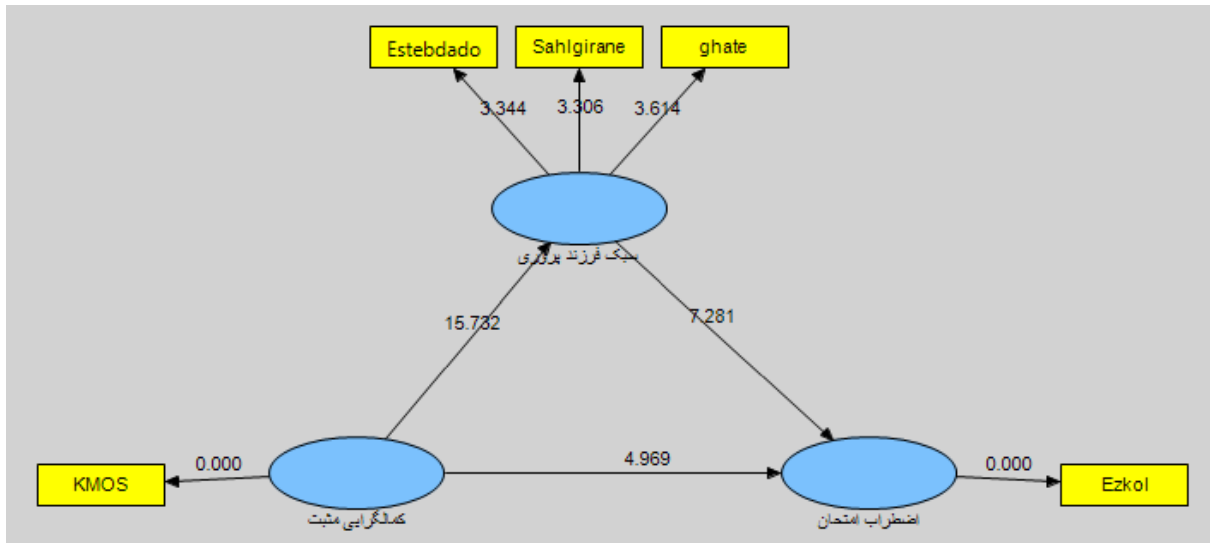 Estebdado Sahlgirane ghate
3.344 3.306 3.614
سبک فرزند پروری
15.732 7.281
4.969
0.000 0.000
KMOS Ezkol
کمالگرایی مثبت اضطراب امتحان